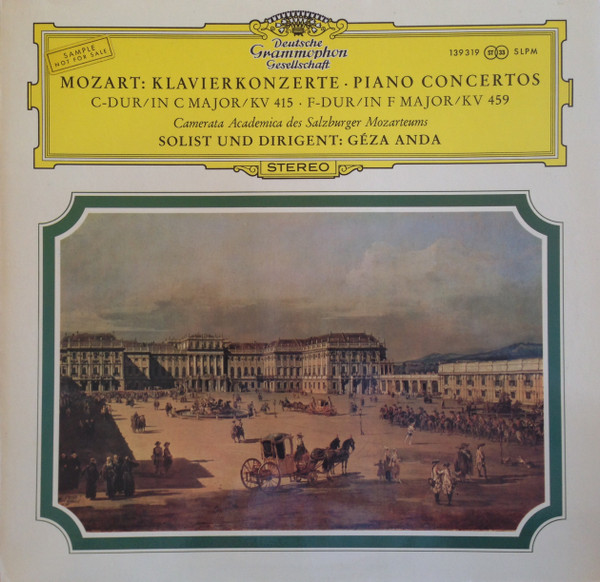 SAMPLE
NOT FOR SALE
Deutsche
Grammophon
Gesellschaft
139 319 SLPM
MOZART: KLAVIERKONZERTE · PIANO CONCERTOS
C-DUR/IN C MAJOR/KV 415 · F-DUR/IN F MAJOR/KV 459
Camerata Academica des Salzburger Mozarteums
SOLIST UND DIRIGENT: GÉZA ANDA
STEREO